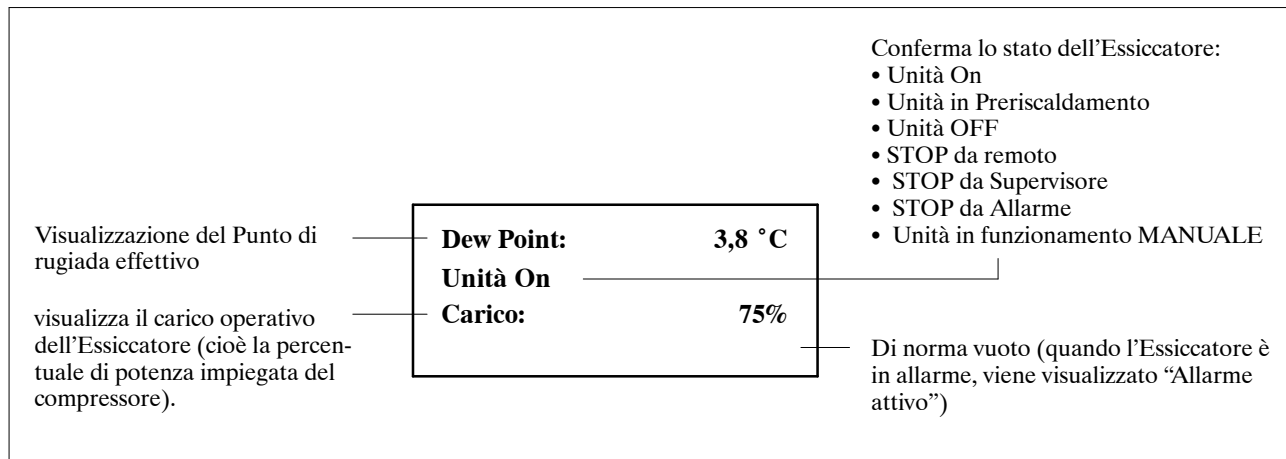 Conferma lo stato dell'Essiccatore:
• Unità On
• Unità in Preriscaldamento
• Unità OFF
• STOP da remoto
• STOP da Supervisore
• STOP da Allarme
• Unità in funzionamento MANUALE
Visualizzazione del Punto di
rugiada effettivo
visualizza il carico operativo
dell'Essiccatore (cioè la percen-
tuale di potenza impiegata del
compressore).
Dew Point: 3,8 °C
Unità On
Carico: 75%
Di norma vuoto (quando l'Essiccatore è
in allarme, viene visualizzato “Allarme
attivo”)